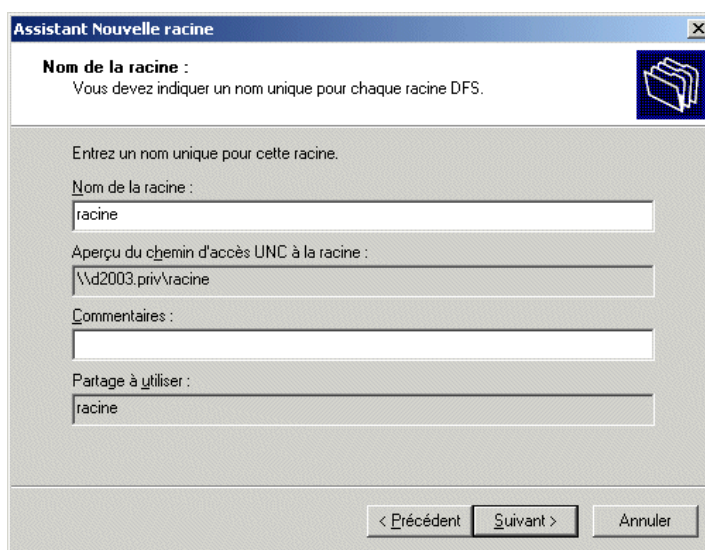 Assistant Nouvelle racine
Nom de la racine :
Vous devez indiquer un nom unique pour chaque racine DFS.
Entrez un nom unique pour cette racine.
Nom de la racine :
racine
Aperçu du chemin d'accès UNC à la racine :
\\d2003.priv\racine
Commentaires :
Partage à utiliser :
racine
< Précédent Suivant > Annuler